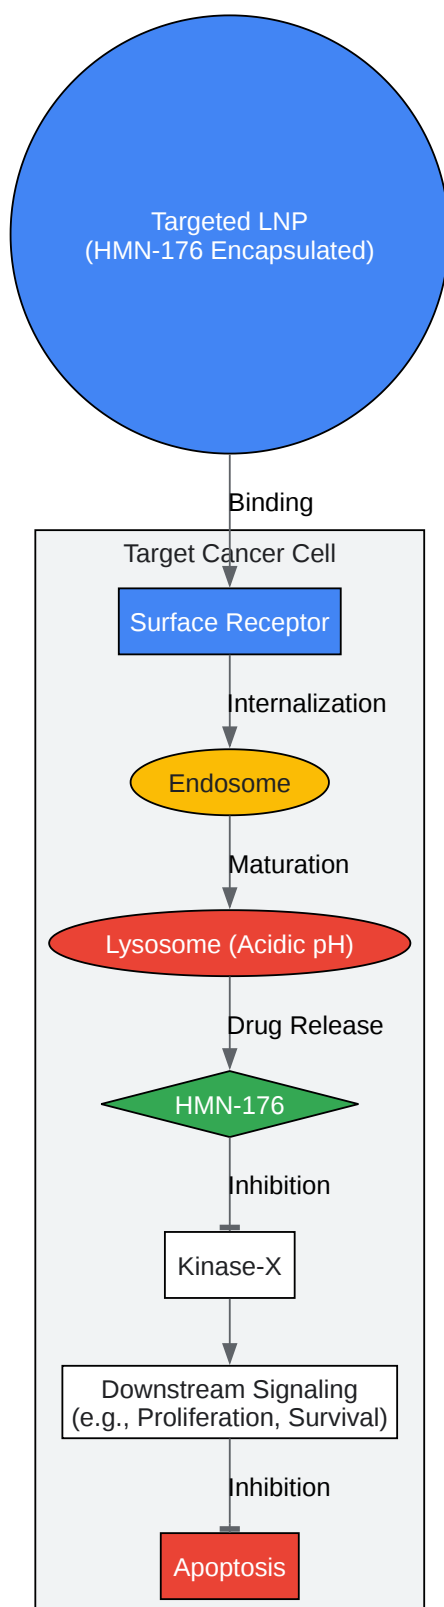 Targeted LNP
(HMN-176 Encapsulated)
Binding
Target Cancer Cell
Surface Receptor
Internalization
Endosome
Maturation
Lysosome (Acidic pH)
Drug Release
HMN-176
Inhibition
Kinase-X
Downstream Signaling
(e.g., Proliferation, Survival)
Inhibition
Apoptosis